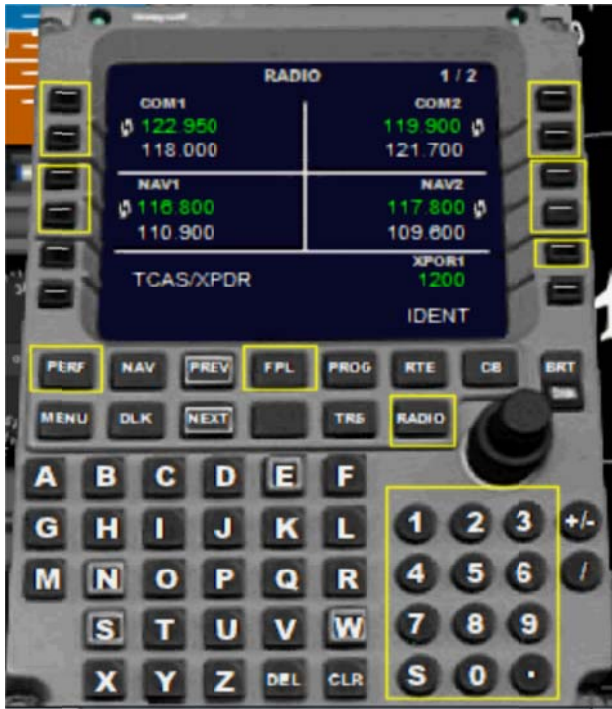 Honeywell
RADIO 1 / 2
COM1 COM2
122.950 119.900
118.000 121.700
NAV1 NAV2
116.800 117.800
110.900 109.600
XPDR1
TCAS/XPDR 1200
IDENT
PERF NAV PREV FPL PROG RTE CB BRT
MENU DLK NEXT TRS RADIO
A B C D E F
G H I J K L 1 2 3 +/-
M N O P Q R 4 5 6 /
S T U V W 7 8 9
X Y Z DEL CLR S 0 .